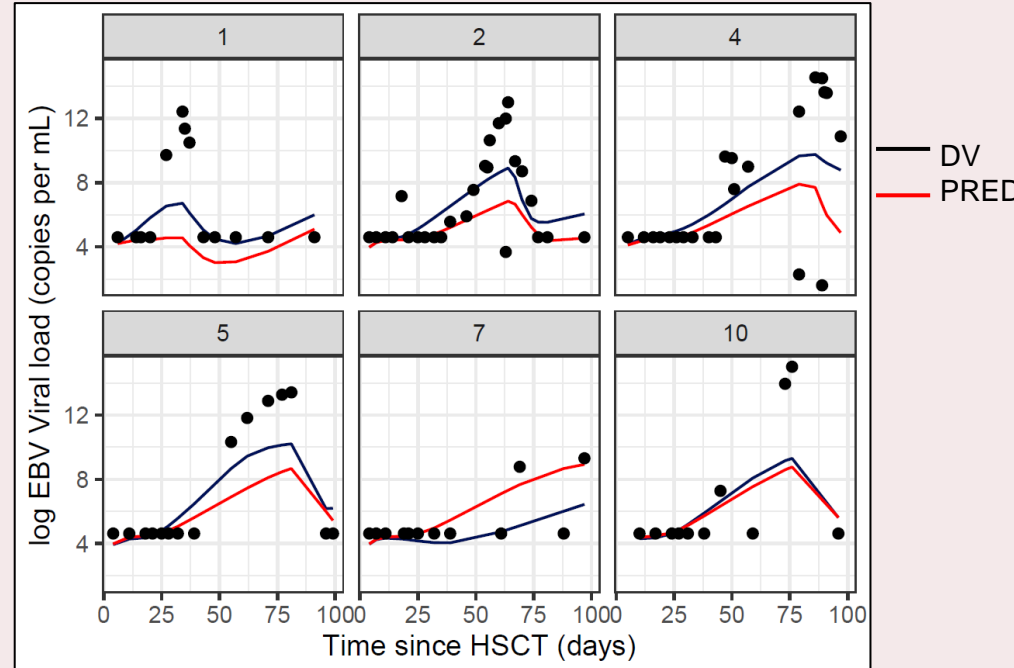 1 2 4
12
8
4
DV
PRED
log EBV Viral load (copies per mL)
5 7 10
12
8
4
0 25 50 75 100 0 25 50 75 100 0 25 50 75 100
Time since HSCT (days)